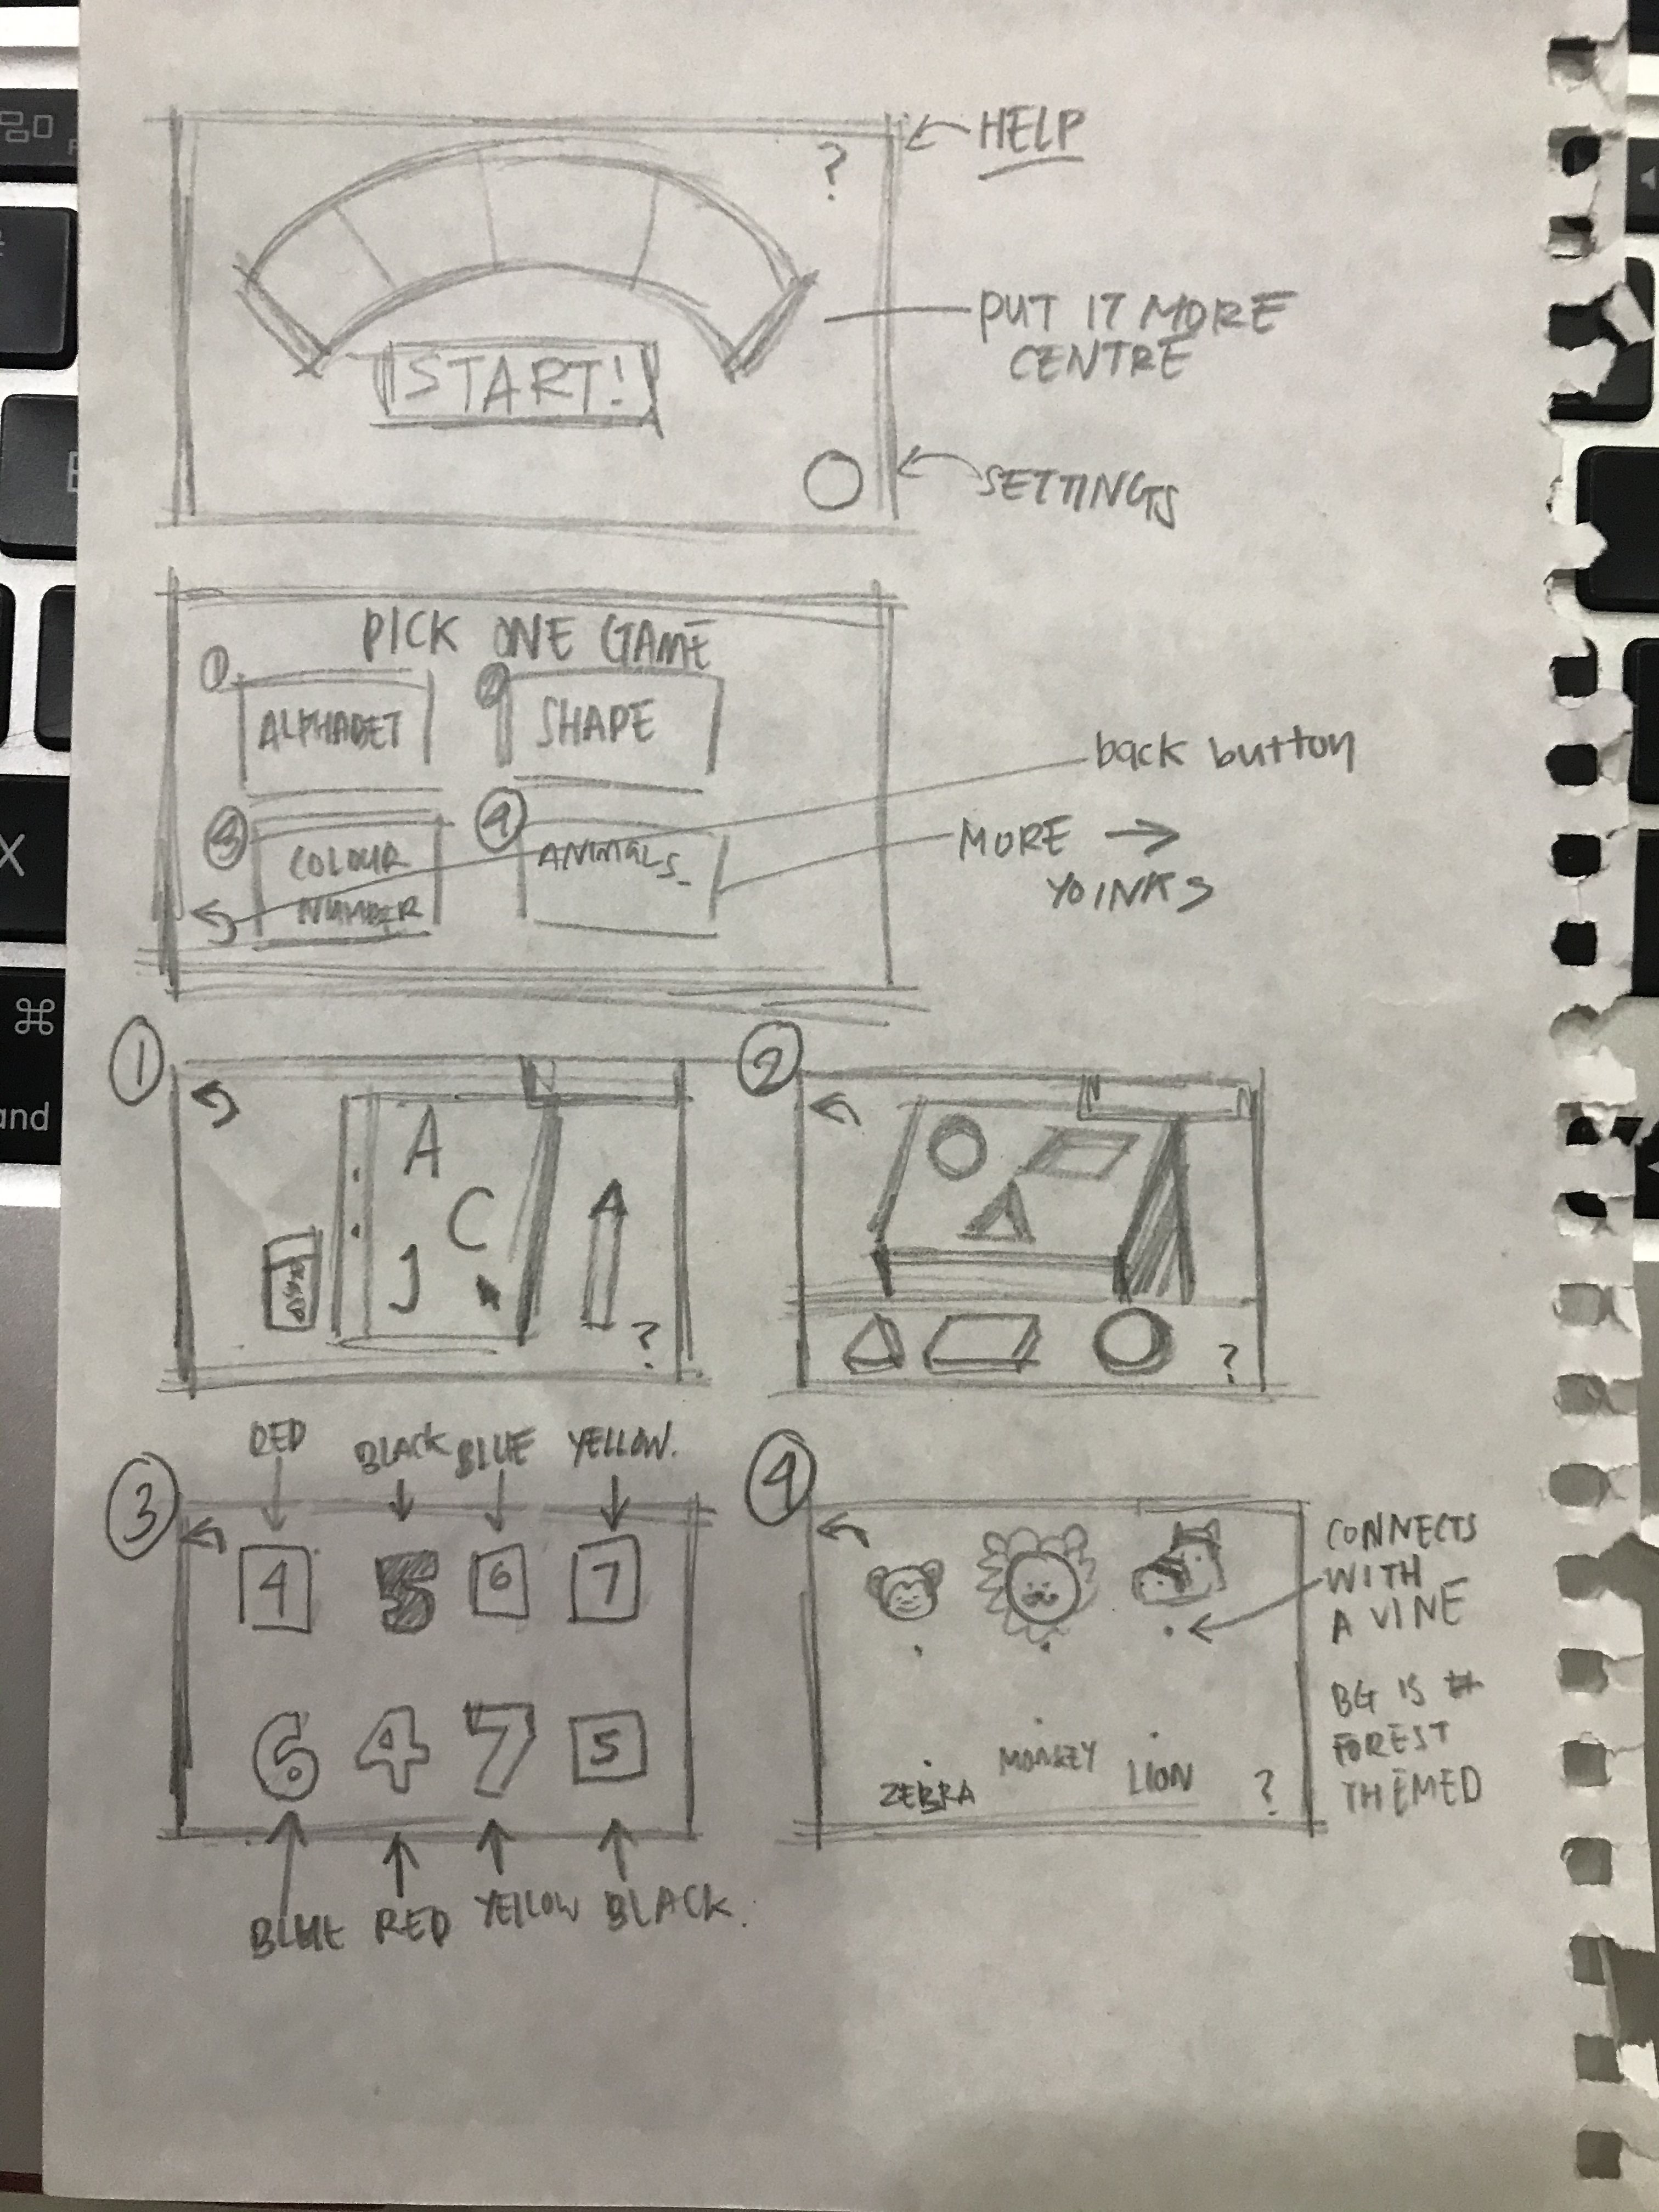 ?
HELP
PUT IT MORE
CENTRE
START!
SETTINGS
PICK ONE GAME
1
ALPHABET
2
SHAPE
back button
3
COLOUR
NUMBER
4
ANIMALS
MORE →
YOINKS
1
A
C
J
?
2
?
RED
BLACK
BLUE
YELLOW.
3
4
5
6
7
6
4
7
5
BLUE
RED
YELLOW
BLACK.
4
CONNECTS
WITH
A VINE
BG IS
FOREST
THEMED
ZEBRA
MONKEY
LION
?
and
X
⌘